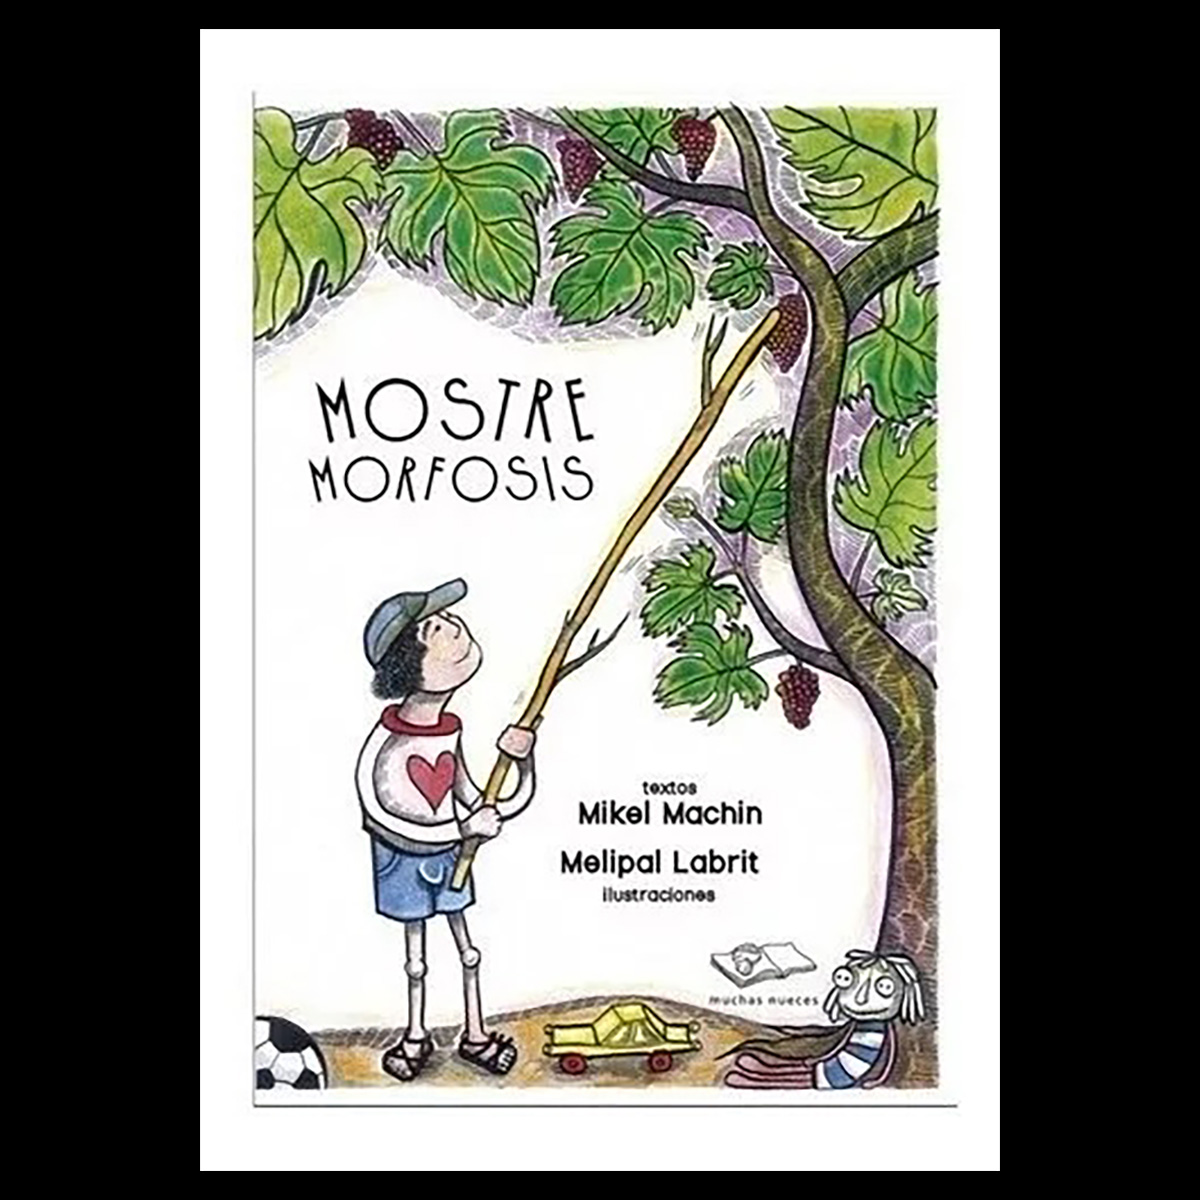 MOSTRE
MORFOSIS
textos
Mikel Machin
Melipal Labrit
ilustraciones
muchas nueces